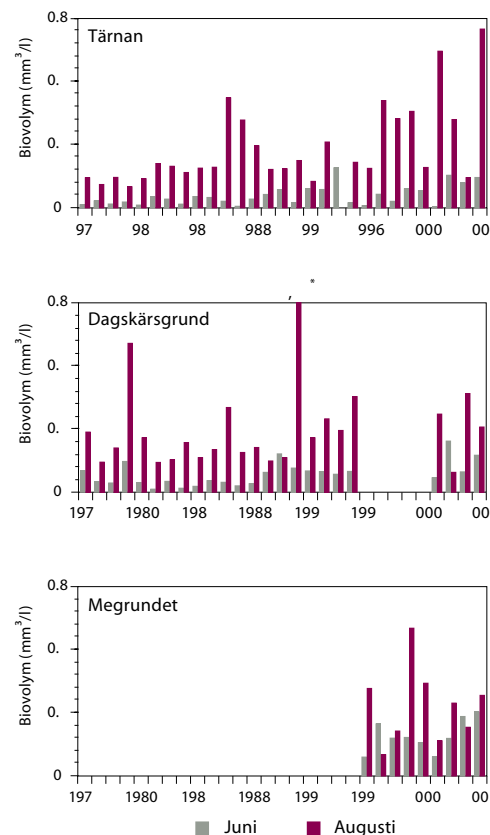 0.8
Tärnan
0.
0.
0
Biovolym (mm³/l)
97 98 98 1988 99 996 000 00
, *
0.8
Dagskärsgrund
0.
0.
0
Biovolym (mm³/l)
197 1980 98 1988 199 199 000 00
0.8
Megrundet
0.
0.
0
Biovolym (mm³/l)
197 1980 198 1988 199 199 000 00
Juni Augusti